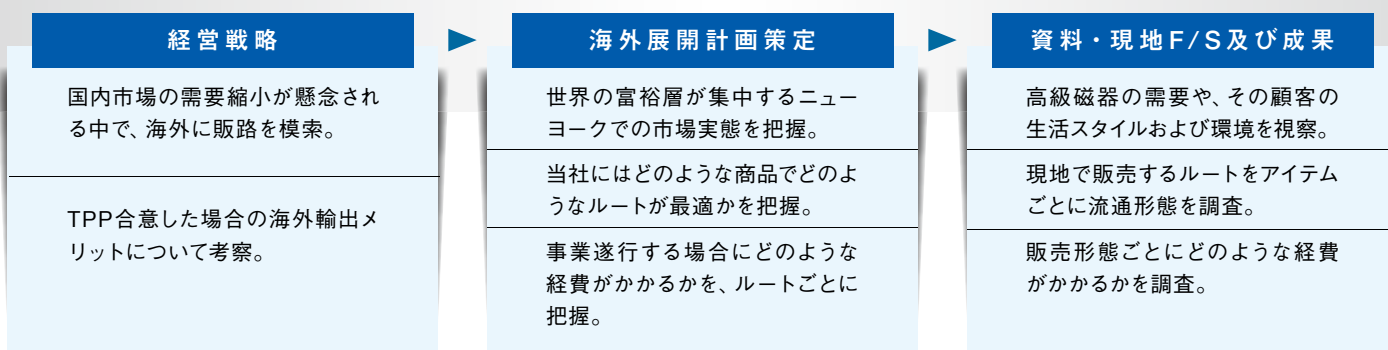 経営戦略
国内市場の需要縮小が懸念され
る中で、海外に販路を模索。
TPP合意した場合の海外輸出メ
リットについて考察。
海外展開計画策定
世界の富裕層が集中するニュー
ヨークでの市場実態を把握。
当社にはどのような商品でどのよ
うなルートが最適かを把握。
事業遂行する場合にどのような
経費がかかるかを、ルートごとに
把握。
資料・現地F/S及び成果
高級磁器の需要や、その顧客の
生活スタイルおよび環境を視察。
現地で販売するルートをアイテム
ごとに流通形態を調査。
販売形態ごとにどのような経費
がかかるかを調査。